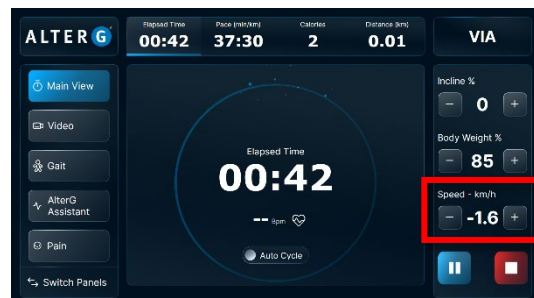 ALTERG
Elapsed Time
00:42
Pace (min/km)
37:30
Calories
2
Distance (km)
0.01
VIA
Main View
Video
Gait
AlterG
Assistant
Pain
Switch Panels
Elapsed Time
00:42
-- Bpm
Auto Cycle
Incline %
- 0 +
Body Weight %
- 85 +
Speed - km/h
- -1.6 +